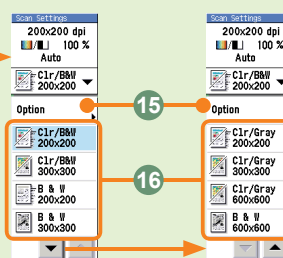 Scan Settings
200x200 dpi
100 %
Auto
Clr/B&W
200x200
Option
Clr/B&W
200x200
Clr/B&W
300x300
B & W
200x200
B & W
300x300
15
16
Scan Settings
200x200 dpi
100 %
Auto
Clr/B&W
200x200
Option
Clr/Gray
200x200
Clr/Gray
300x300
Clr/Gray
600x600
B & W
600x600